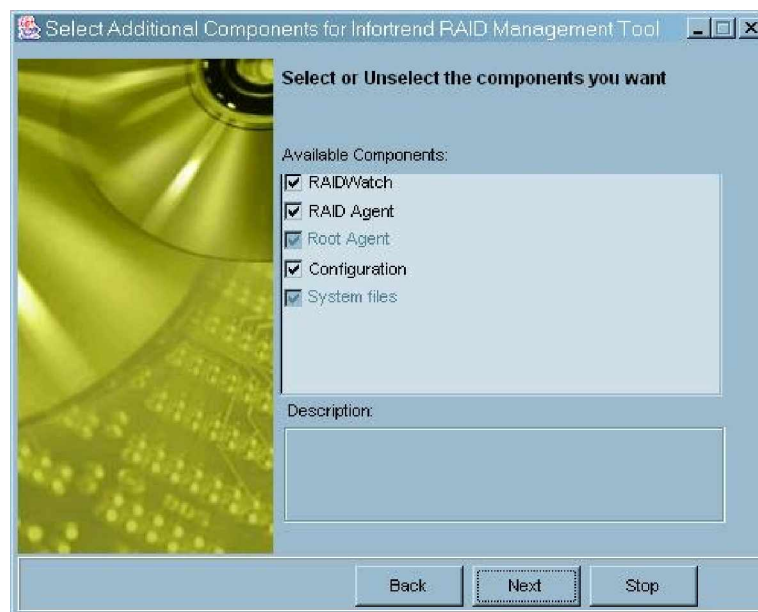 Select Additional Components for Infortrend RAID Management Tool
Select or Unselect the components you want
Available Components:
RAIDWatch
RAID Agent
Root Agent
Configuration
System files
Description:
Back
Next
Stop